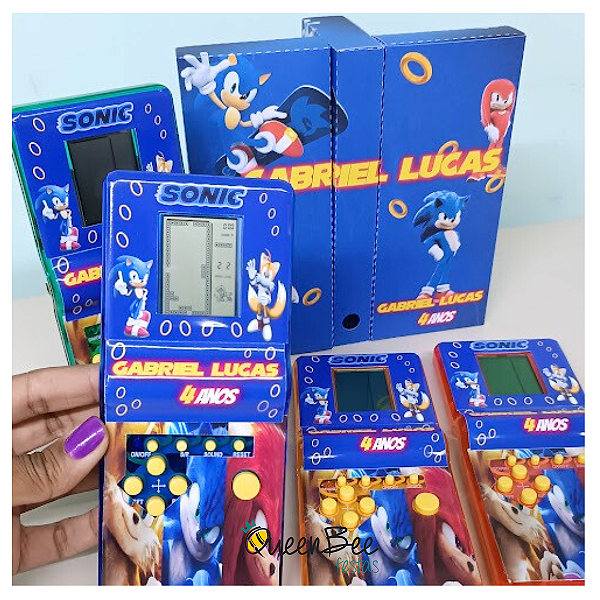 SONIC
GABRIEL LUCAS
SONIC
GABRIEL LUCAS
4 ANOS
ON/OFF S/P SOUND RESET
GABRIEL LUCAS
GABRIEL LUCAS
4 ANOS
SONIC
4 ANOS
SONIC
4 ANOS
QueenBee
festas